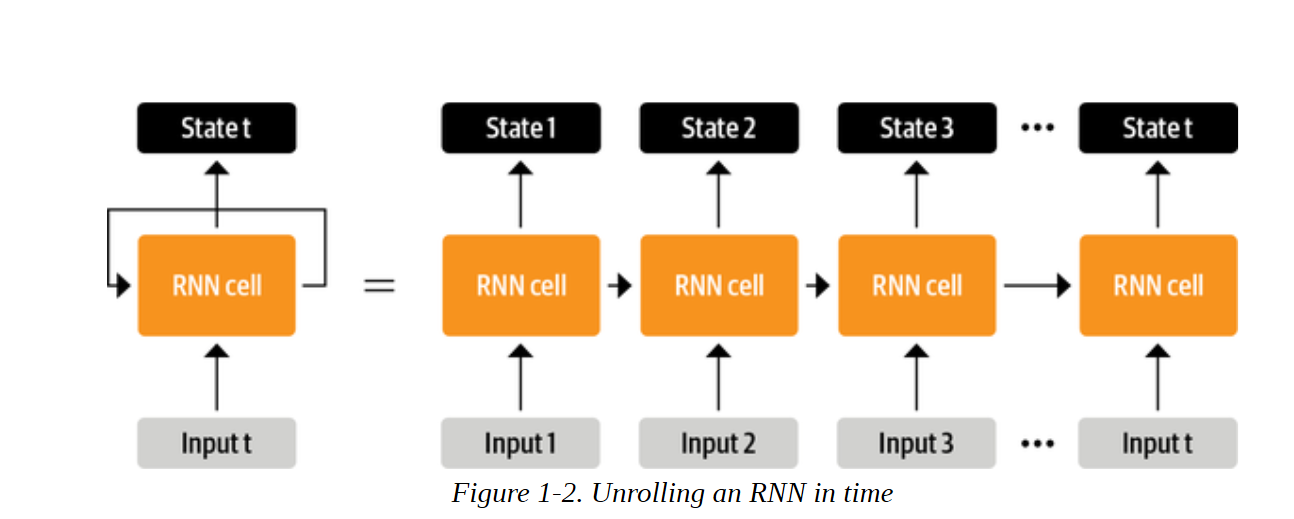 State t State 1 State 2 State 3 ••• State t
RNN cell = RNN cell RNN cell RNN cell RNN cell
Input t Input 1 Input 2 Input 3 ••• Input t
Figure 1-2. Unrolling an RNN in time